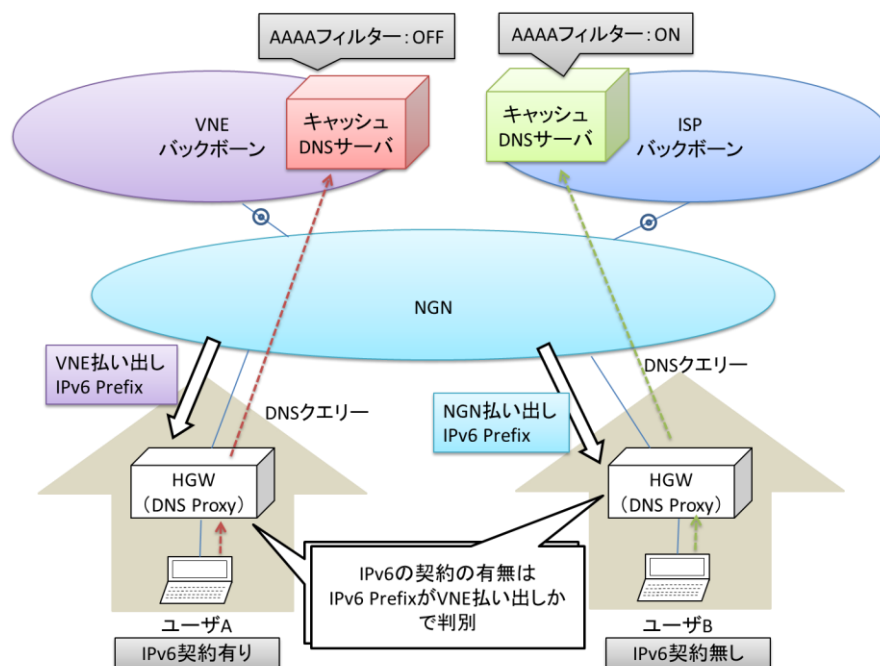 AAAAフィルター：OFF
AAAAフィルター：ON
VNE
バックボーン
キャッシュ
DNSサーバ
キャッシュ
DNSサーバ
ISP
バックボーン
NGN
VNE払い出し
IPv6 Prefix
DNSクエリー
NGN払い出し
IPv6 Prefix
DNSクエリー
HGW
（DNS Proxy）
HGW
（DNS Proxy）
IPv6の契約の有無は
IPv6 PrefixがVNE払い出しか
で判別
ユーザA
IPv6契約有り
ユーザB
IPv6契約無し